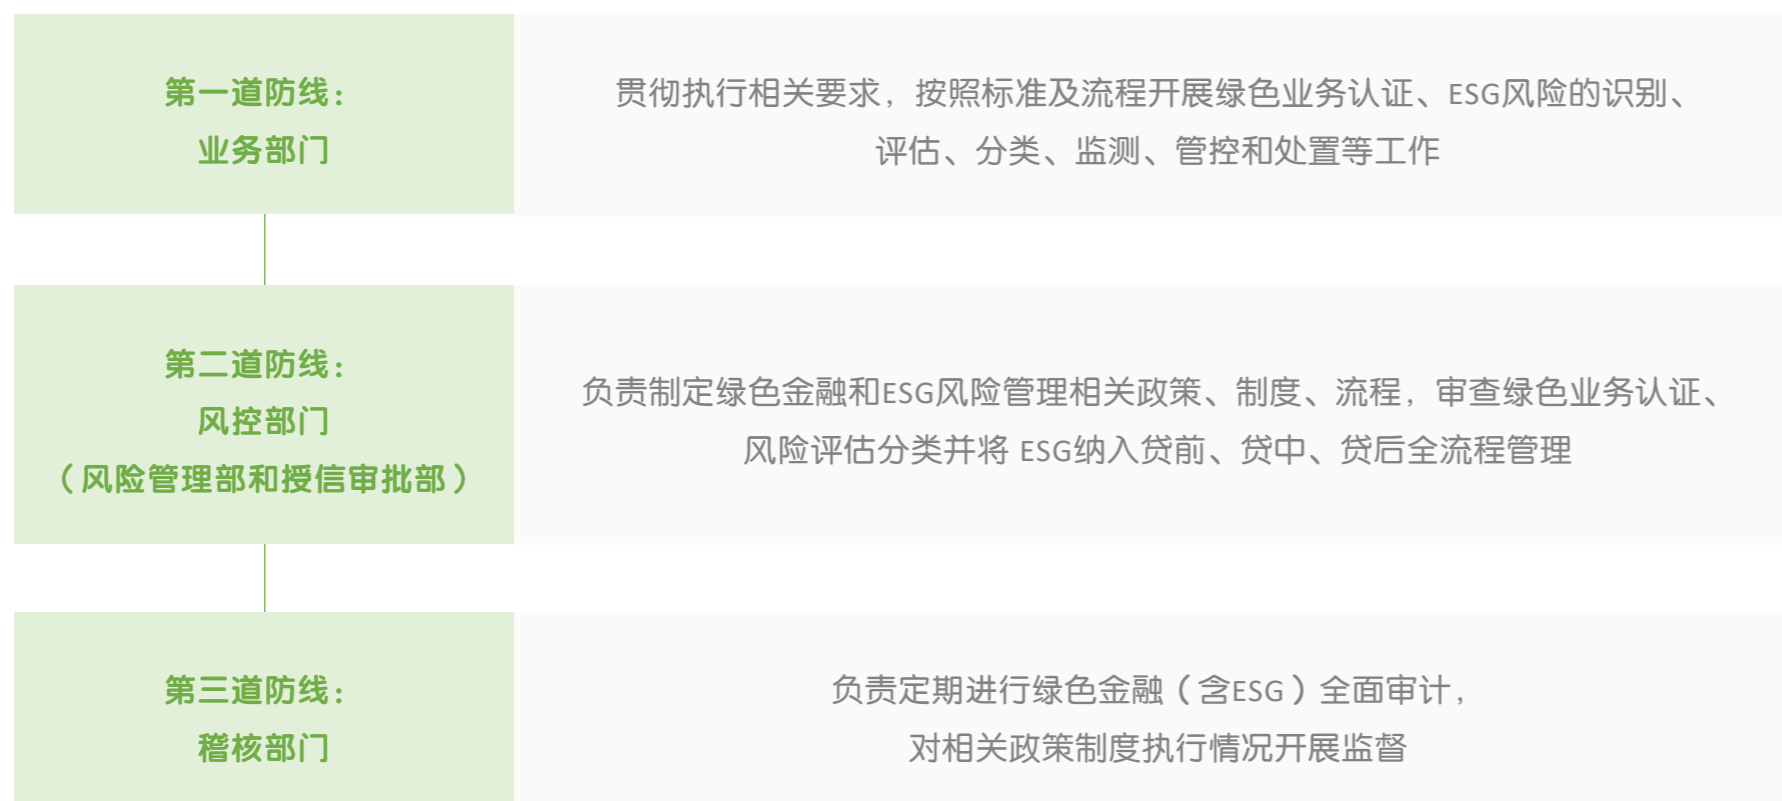 第一道防线：
业务部门
贯彻执行相关要求，按照标准及流程开展绿色业务认证、ESG风险的识别、
评估、分类、监测、管控和处置等工作
第二道防线：
风控部门
（风险管理部和授信审批部）
负责制定绿色金融和ESG风险管理相关政策、制度、流程，审查绿色业务认证、
风险评估分类并将 ESG纳入贷前、贷中、贷后全流程管理
第三道防线：
稽核部门
负责定期进行绿色金融（含ESG）全面审计，
对相关政策制度执行情况开展监督